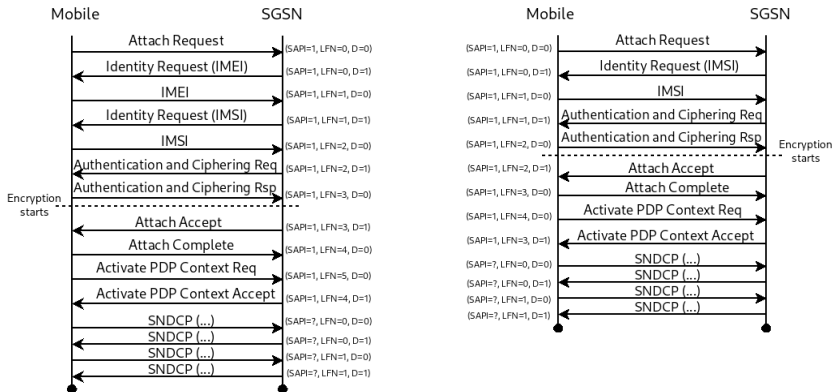 Mobile SGSN
Attach Request (SAPI=1, LFN=0, D=0)
Identity Request (IMEI) (SAPI=1, LFN=0, D=1)
IMEI (SAPI=1, LFN=1, D=0)
Identity Request (IMSI) (SAPI=1, LFN=1, D=1)
IMSI (SAPI=1, LFN=2, D=0)
Authentication and Ciphering Req (SAPI=1, LFN=2, D=1)
Authentication and Ciphering Rsp (SAPI=1, LFN=3, D=0)
Encryption
starts
Attach Accept (SAPI=1, LFN=3, D=1)
Attach Complete (SAPI=1, LFN=4, D=0)
Activate PDP Context Req (SAPI=1, LFN=5, D=0)
Activate PDP Context Accept (SAPI=1, LFN=4, D=1)
SNDCP (...) (SAPI=?, LFN=0, D=0)
SNDCP (...) (SAPI=?, LFN=0, D=1)
SNDCP (...) (SAPI=?, LFN=1, D=0)
SNDCP (...) (SAPI=?, LFN=1, D=1)
Mobile SGSN
(SAPI=1, LFN=0, D=0) Attach Request
(SAPI=1, LFN=0, D=1) Identity Request (IMSI)
(SAPI=1, LFN=1, D=0) IMSI
(SAPI=1, LFN=1, D=1) Authentication and Ciphering Req
(SAPI=1, LFN=2, D=0) Authentication and Ciphering Rsp
Encryption
starts
(SAPI=1, LFN=2, D=1) Attach Accept
(SAPI=1, LFN=3, D=0) Attach Complete
(SAPI=1, LFN=4, D=0) Activate PDP Context Req
(SAPI=1, LFN=3, D=1) Activate PDP Context Accept
(SAPI=?, LFN=0, D=0) SNDCP (...)
(SAPI=?, LFN=0, D=1) SNDCP (...)
(SAPI=?, LFN=1, D=0) SNDCP (...)
(SAPI=?, LFN=1, D=1) SNDCP (...)